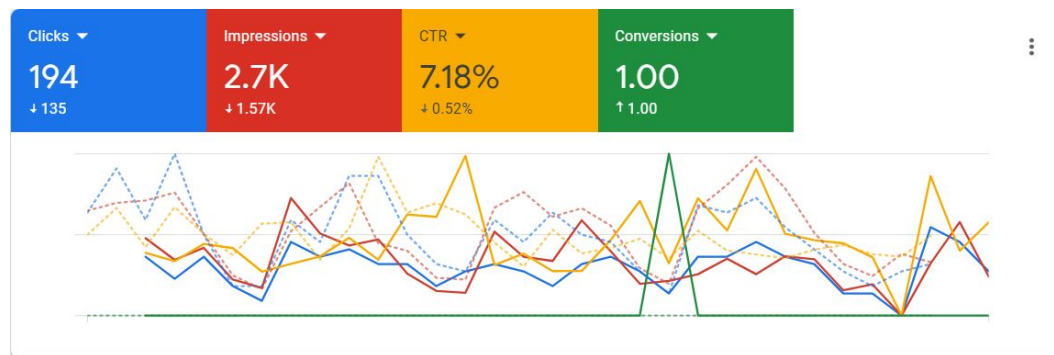 Clicks
194
↓ 135
Impressions
2.7K
↓ 1.57K
CTR
7.18%
↓ 0.52%
Conversions
1.00
↑ 1.00